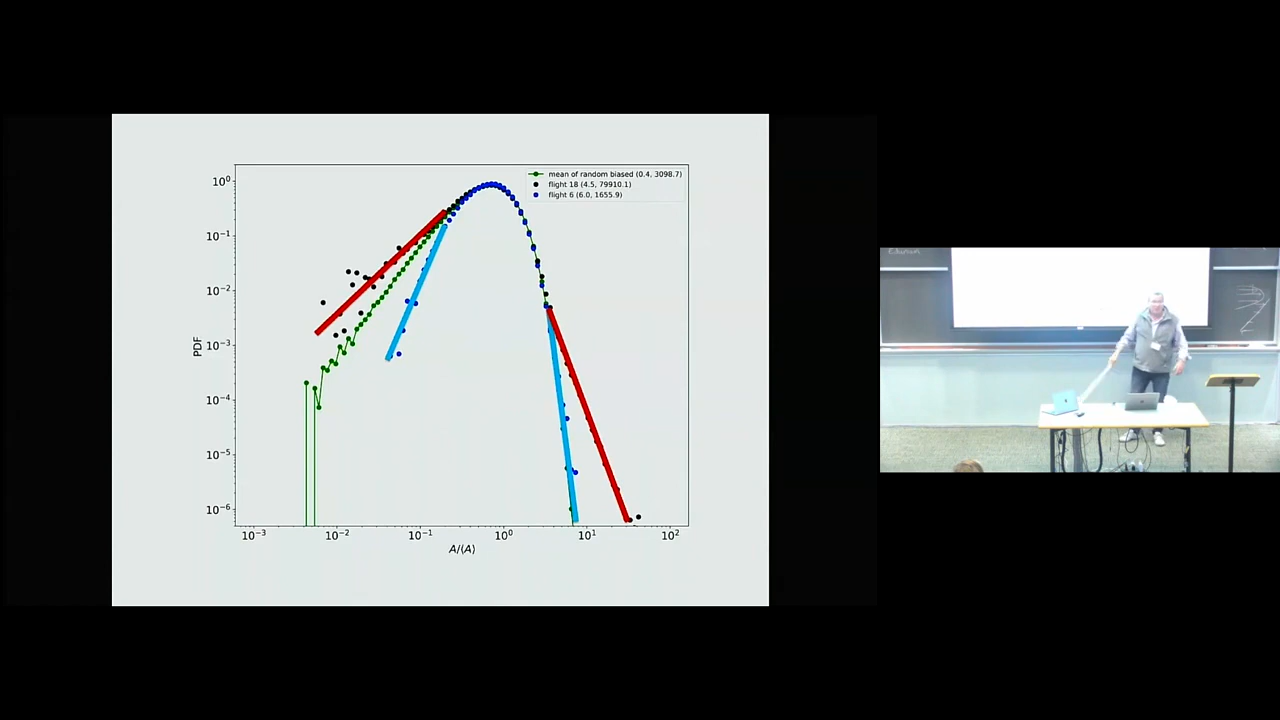 mean of random biased (0.4, 3098.7)
flight 18 (4.5, 79910.1)
flight 6 (6.0, 1655.9)
10⁰
10⁻¹
10⁻²
10⁻³
10⁻⁴
10⁻⁵
10⁻⁶
PDF
10⁻³ 10⁻² 10⁻¹ 10⁰ 10¹ 10²
A/⟨A⟩